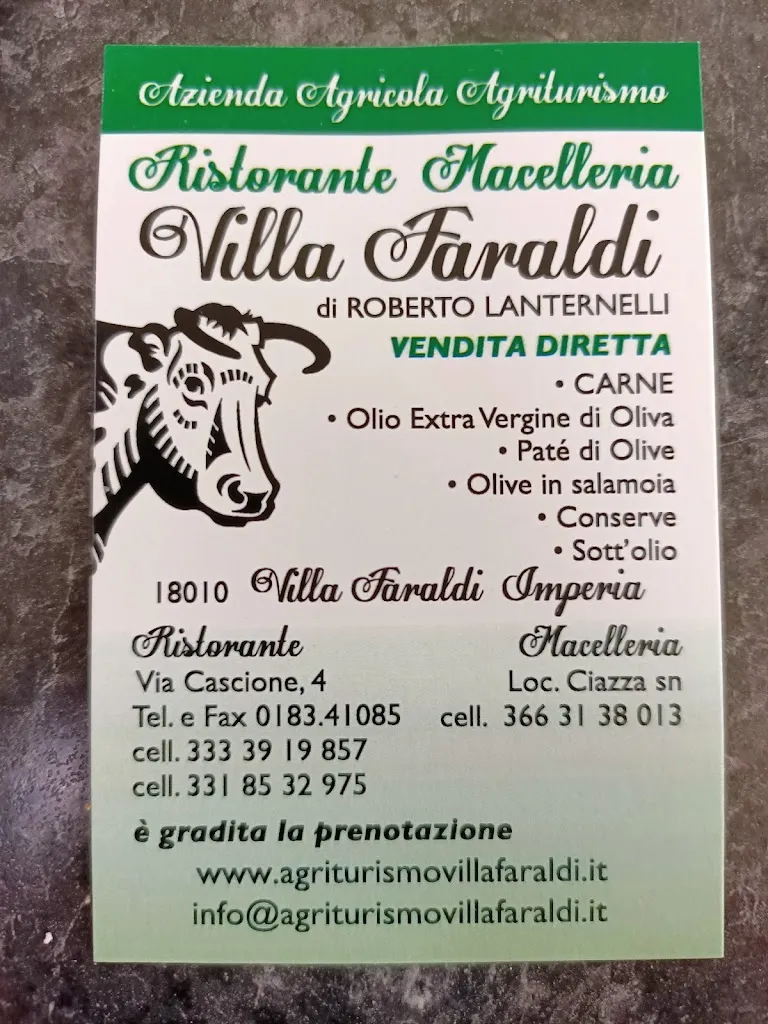 Azienda Agricola Agriturismo
Ristorante Macelleria
Villa Faraldi
di ROBERTO LANTERNELLI
VENDITA DIRETTA
• CARNE
• Olio Extra Vergine di Oliva
• Paté di Olive
• Olive in salamoia
• Conserve
• Sott'olio
18010 Villa Faraldi Imperia
Ristorante
Via Cascione, 4
Tel. e Fax 0183.41085
cell. 333 39 19 857
cell. 331 85 32 975
Macelleria
Loc. Ciazza sn
cell. 366 31 38 013
è gradita la prenotazione
www.agriturismovillafaraldi.it
info@agriturismovillafaraldi.it